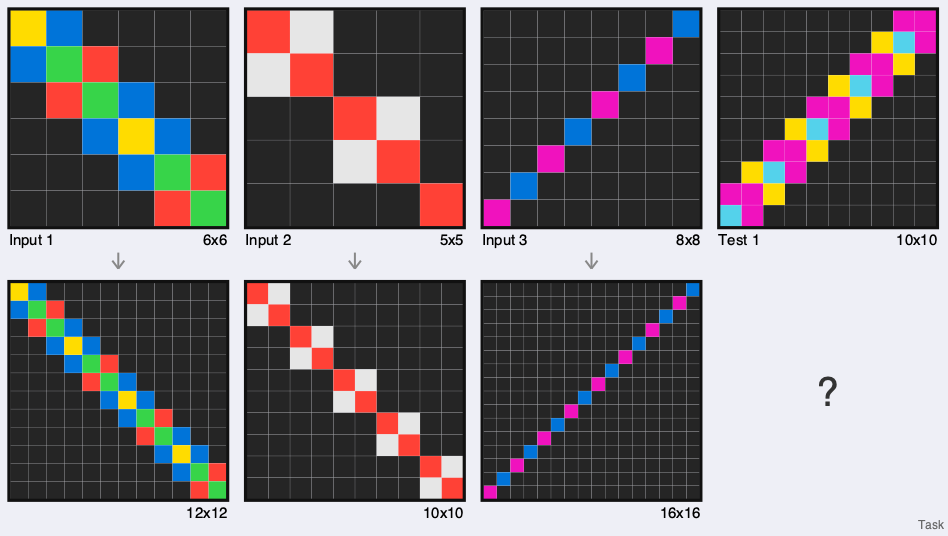 Input 1 6x6
Input 2 5x5
Input 3 8x8
Test 1 10x10
12x12
10x10
16x16
?
Task